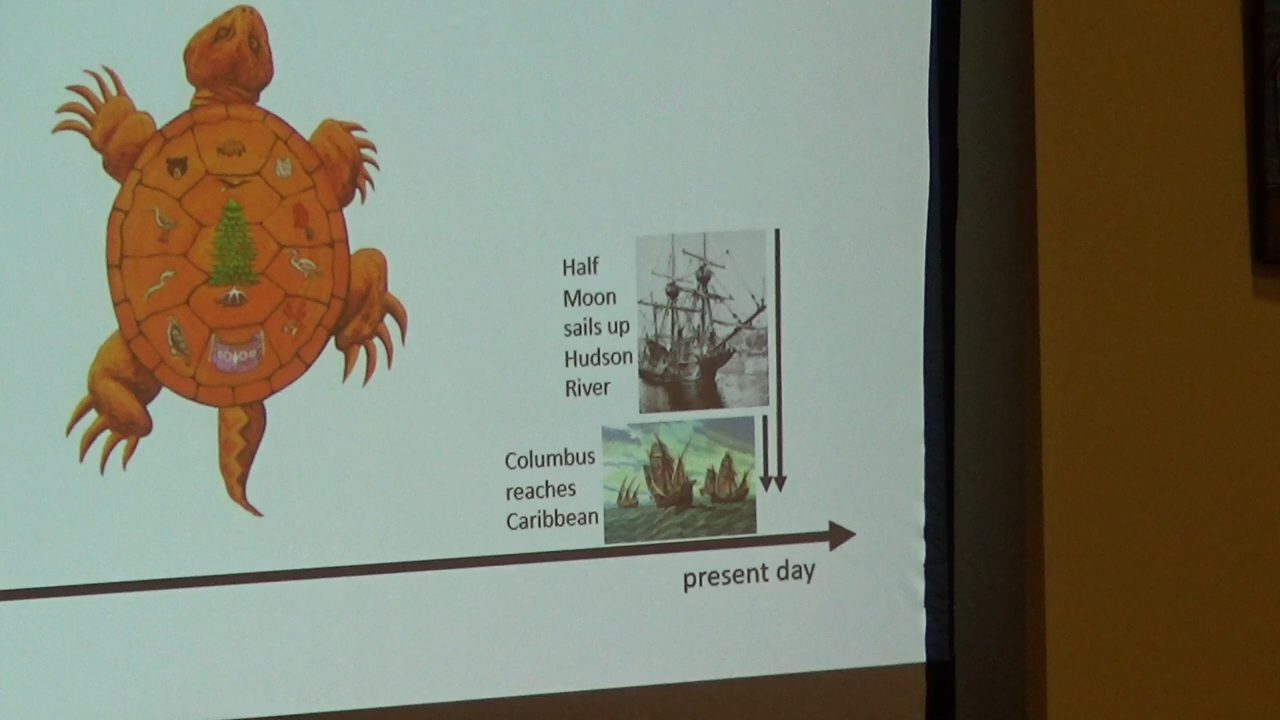 Half
Moon
sails up
Hudson
River
Columbus
reaches
Caribbean
present day